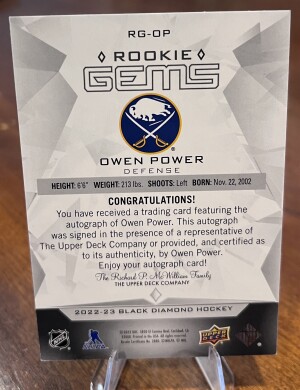 RG-OP
ROOKIE
GEMS
OWEN POWER
DEFENSE
HEIGHT: 6'6" WEIGHT: 213 lbs. SHOOTS: Left BORN: Nov. 22, 2002
CONGRATULATIONS!
You have received a trading card featuring the
autograph of Owen Power. This autograph
was signed in the presence of a representative of
The Upper Deck Company or provided, and certified as
to its authenticity, by Owen Power.
Enjoy your autograph card!
The Richard P. McWilliam Family
THE UPPER DECK COMPANY
2022-23 BLACK DIAMOND HOCKEY
NHL
UPPER
DECK